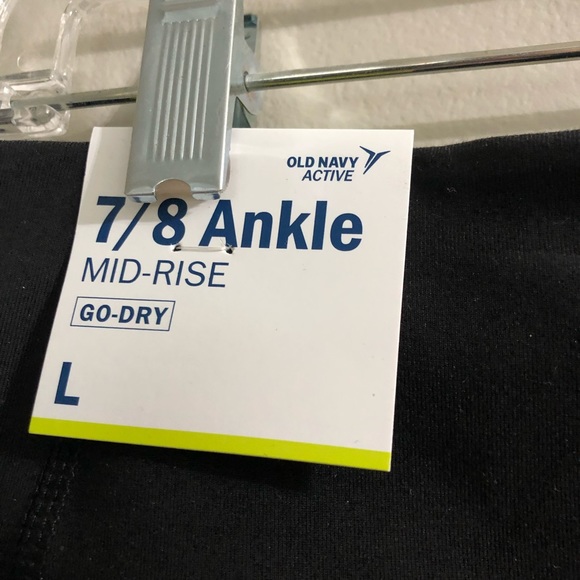 OLD NAVY
ACTIVE
7/8 Ankle
MID-RISE
GO-DRY
L